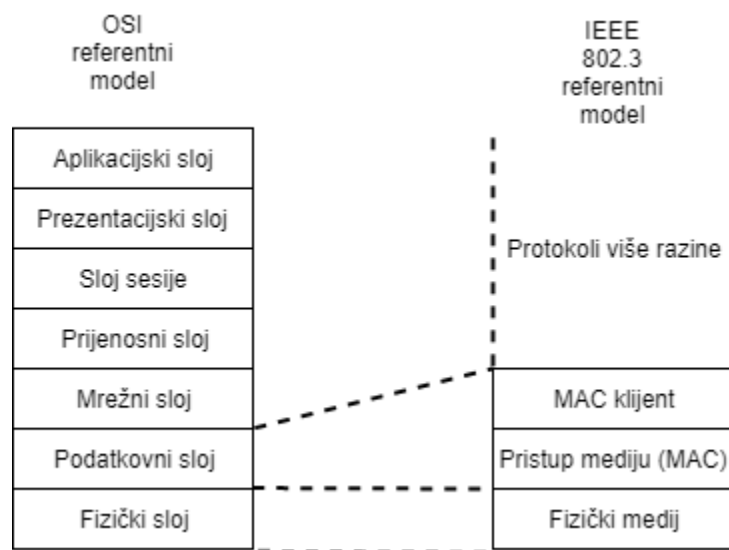 OSI
referentni
model
IEEE
802.3
referentni
model
Aplikacijski sloj
Prezentacijski sloj
Sloj sesije
Prijenosni sloj
Mrežni sloj
Podatkovni sloj
Fizički sloj
Protokoli više razine
MAC klijent
Pristup mediju (MAC)
Fizički medij